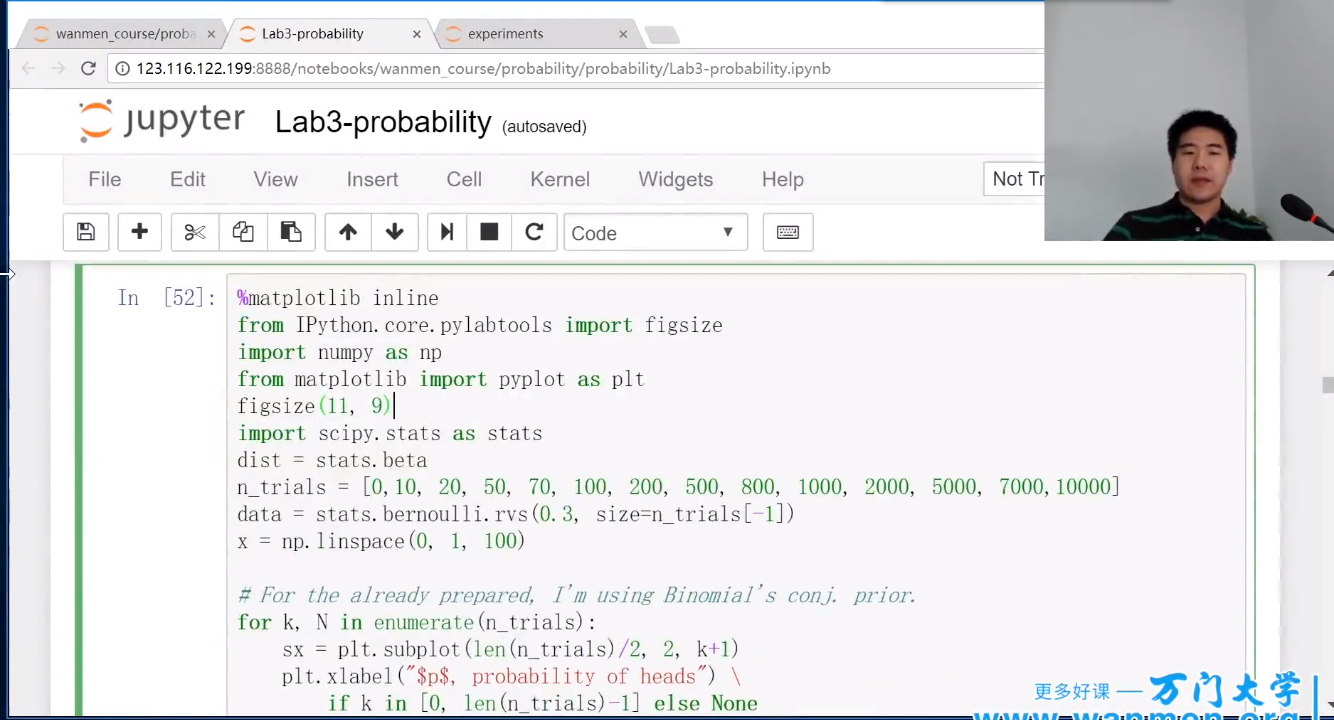 wanmen_course/proba
Lab3-probability
experiments
123.116.122.199:8888/notebooks/wanmen_course/probability/probability/Lab3-probability.ipynb
jupyter Lab3-probability (autosaved)
File Edit View Insert Cell Kernel Widgets Help Not Tr
Code
In [52]: %matplotlib inline
from IPython.core.pylabtools import figsize
import numpy as np
from matplotlib import pyplot as plt
figsize(11, 9)
import scipy.stats as stats
dist = stats.beta
n_trials = [0,10, 20, 50, 70, 100, 200, 500, 800, 1000, 2000, 5000, 7000,10000]
data = stats.bernoulli.rvs(0.3, size=n_trials[-1])
x = np.linspace(0, 1, 100)
# For the already prepared, I'm using Binomial's conj. prior.
for k, N in enumerate(n_trials):
sx = plt.subplot(len(n_trials)/2, 2, k+1)
plt.xlabel("$p$, probability of heads") \
if k in [0, len(n_trials)-1] else None
更多好课 — 万门大学
www.wanmen.org